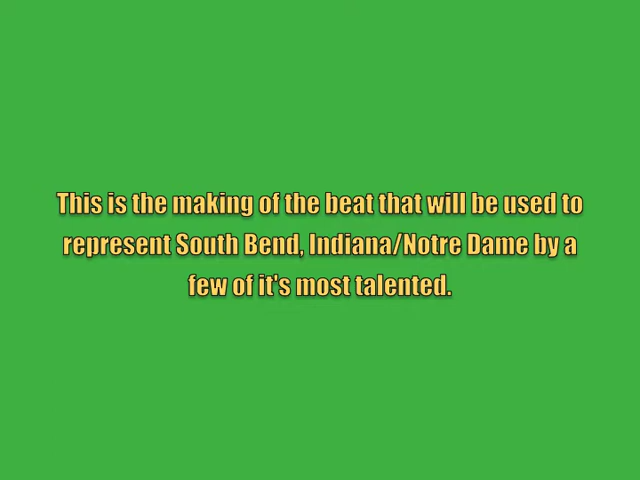 This is the making of the beat that will be used to
represent South Bend, Indiana/Notre Dame by a
few of it's most talented.